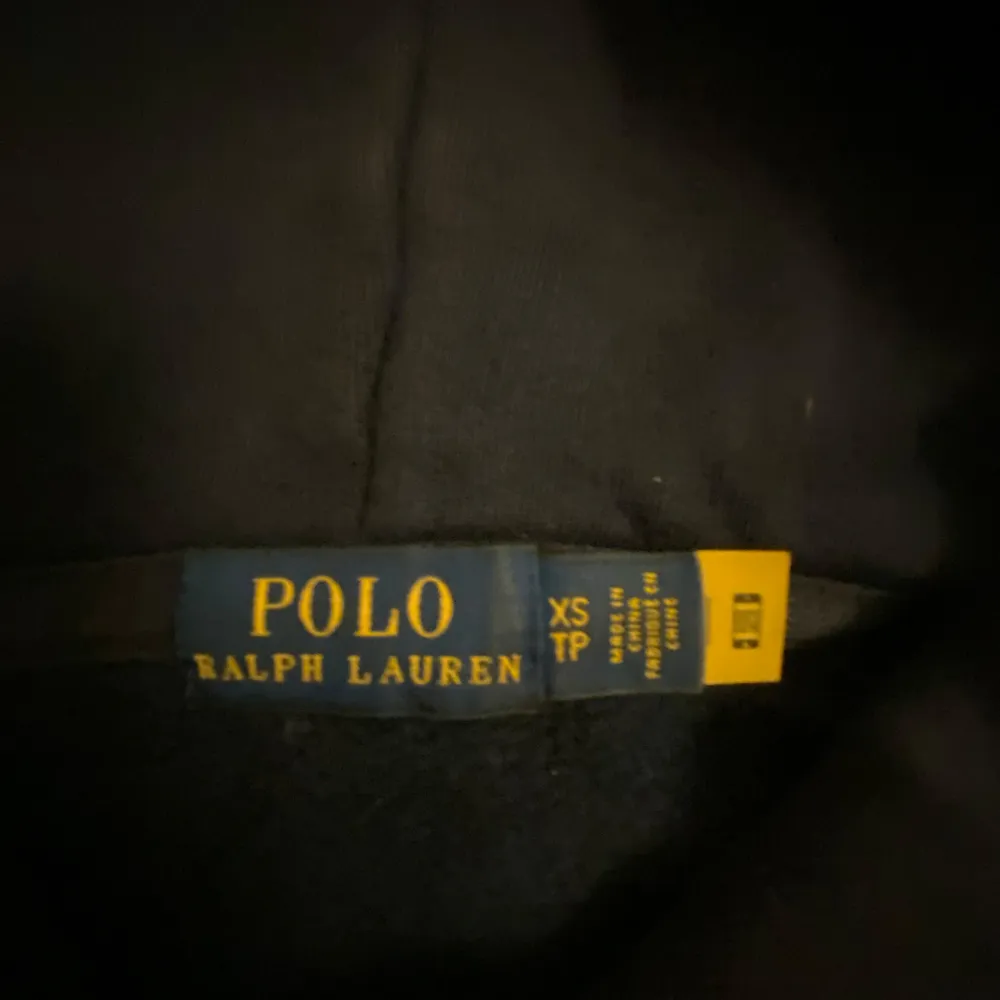 POLO
RALPH LAUREN
XS
TP
MADE IN
CHINA
FABRIQUÉ EN
CHINE